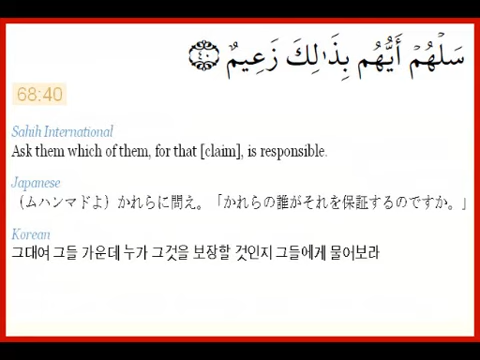 سَلْهُمْ أَيُّهُم بِذَٰلِكَ زَعِيمٌ ٤٠
68:40
Sahih International
Ask them which of them, for that [claim], is responsible.
Japanese
（ムハンマドよ）かれらに問え。「かれらの誰がそれを保証するのですか。」
Korean
그대여 그들 가운데 누가 그것을 보장할 것인지 그들에게 물어보라